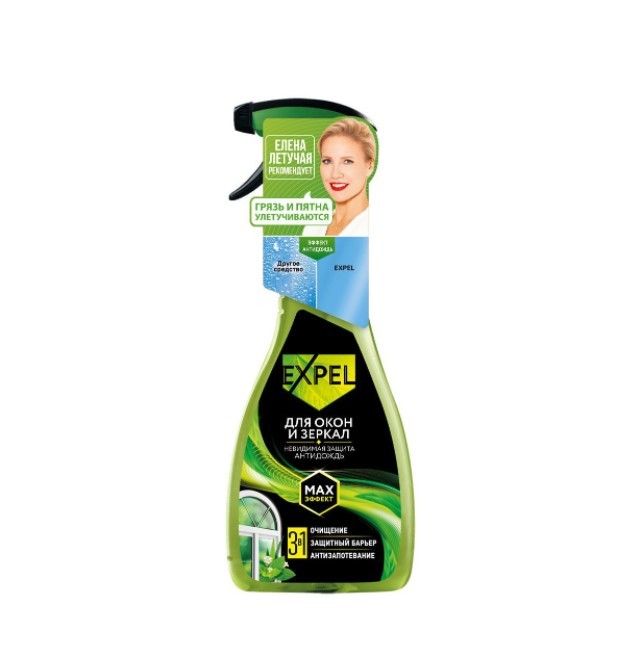 ЕЛЕНА
ЛЕТУЧАЯ
РЕКОМЕНДУЕТ
ГРЯЗЬ И ПЯТНА
УЛЕТУЧИВАЮТСЯ
ЭФФЕКТ
АНТИДОЖДЬ
Другое
средство
EXPEL
EXPEL
ДЛЯ ОКОН
И ЗЕРКАЛ
+
НЕВИДИМАЯ ЗАЩИТА
АНТИДОЖДЬ
MAX
ЭФФЕКТ
3в1
ОЧИЩЕНИЕ
ЗАЩИТНЫЙ БАРЬЕР
АНТИЗАПОТЕВАНИЕ